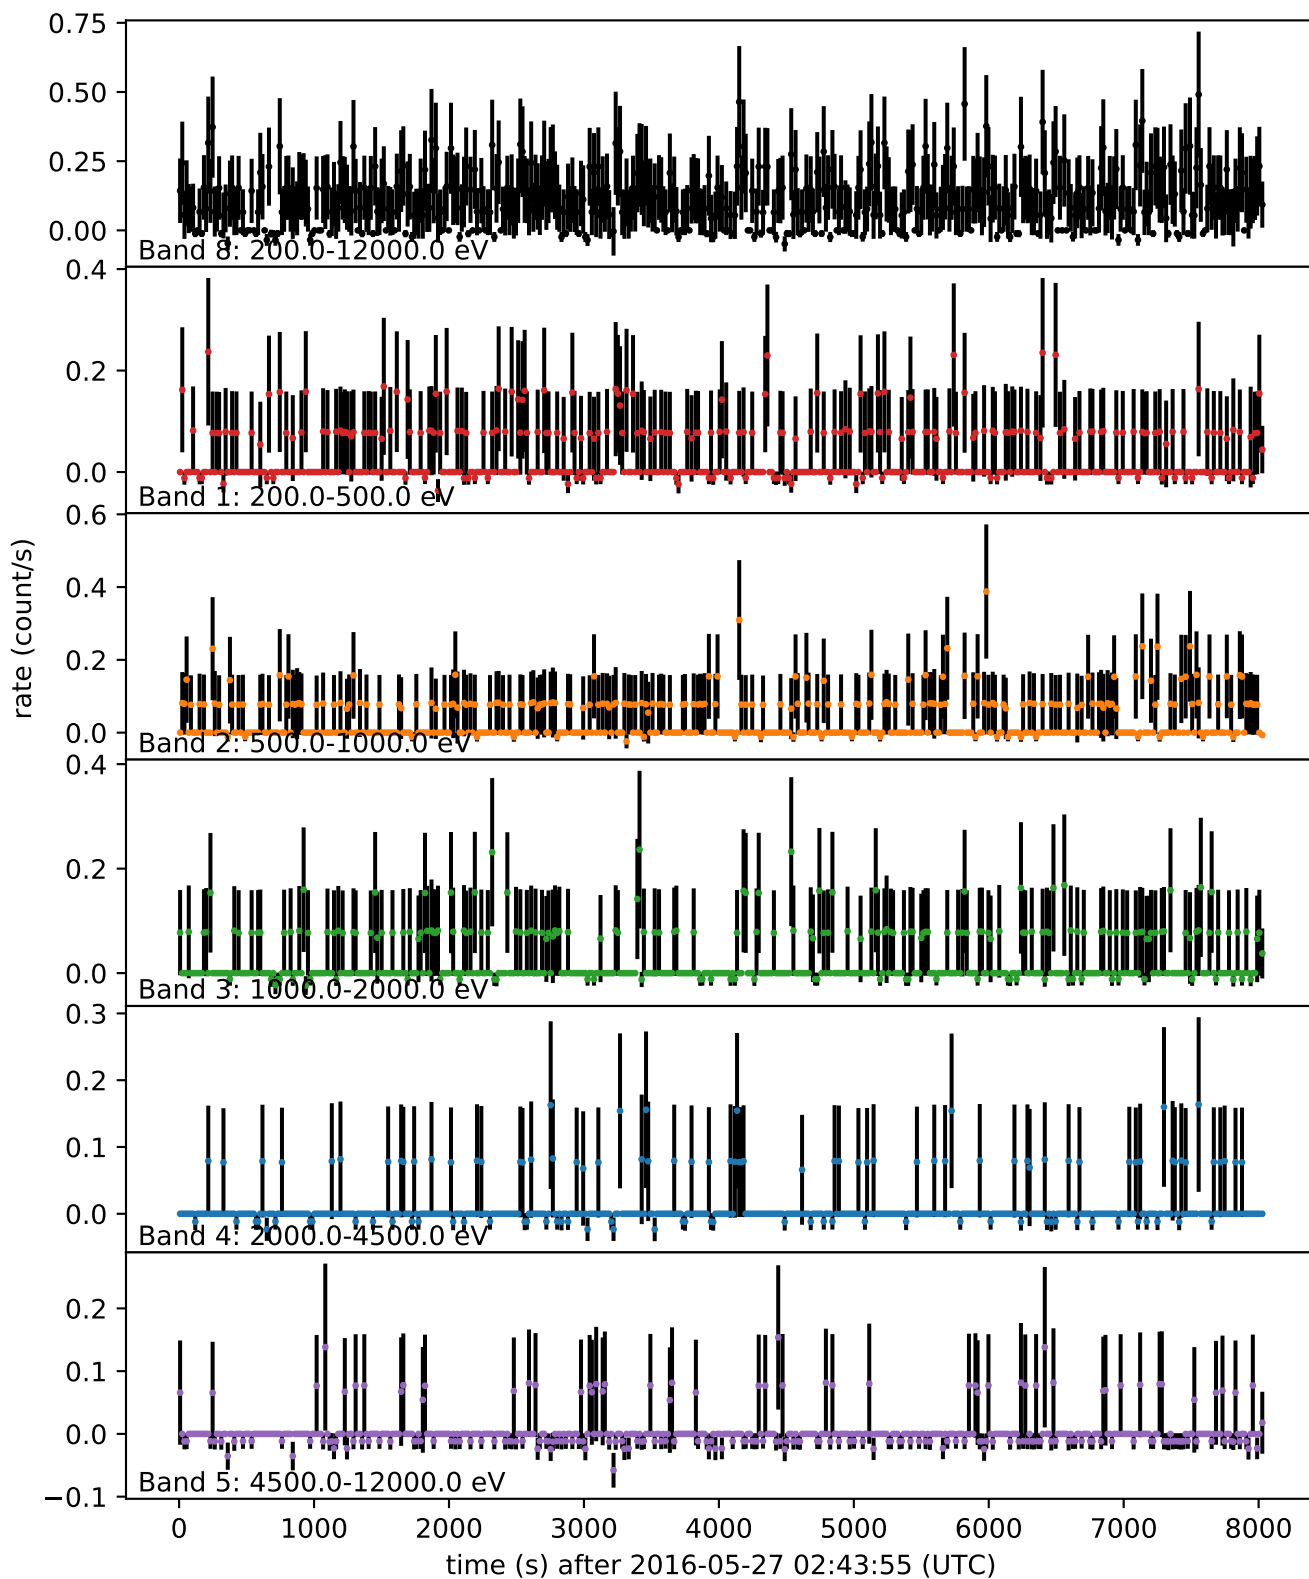 0.75
0.50
0.25
0.00
Band 8: 200.0-12000.0 eV
0.4
0.2
0.0
Band 1: 200.0-500.0 eV
0.6
0.4
0.2
0.0
Band 2: 500.0-1000.0 eV
rate (count/s)
0.4
0.2
0.0
Band 3: 1000.0-2000.0 eV
0.3
0.2
0.1
0.0
Band 4: 2000.0-4500.0 eV
0.2
0.1
0.0
−0.1
Band 5: 4500.0-12000.0 eV
0 1000 2000 3000 4000 5000 6000 7000 8000
time (s) after 2016-05-27 02:43:55 (UTC)